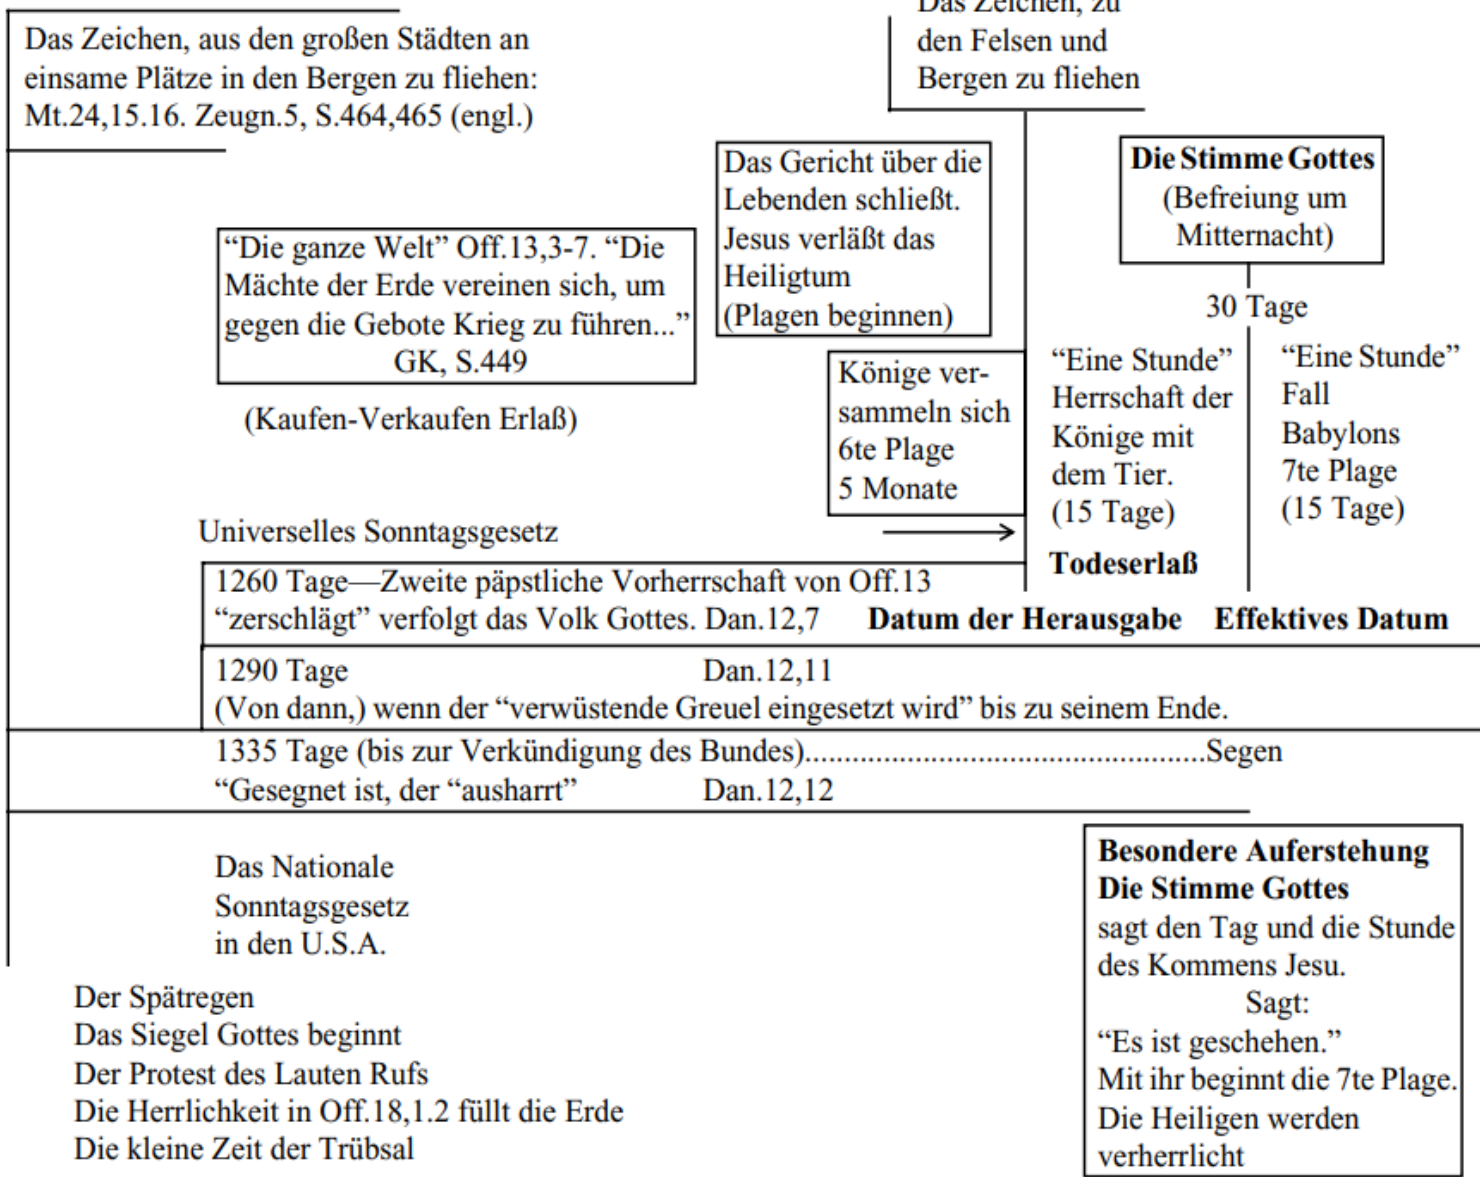 Das Zeichen, aus den großen Städten an
einsame Plätze in den Bergen zu fliehen:
Mt.24,15.16. Zeugn.5, S.464,465 (engl.)
Das Zeichen, zu
den Felsen und
Bergen zu fliehen
Das Gericht über die
Lebenden schließt.
Jesus verläßt das
Heiligtum
(Plagen beginnen)
Die Stimme Gottes
(Befreiung um
Mitternacht)
“Die ganze Welt” Off.13,3-7. “Die
Mächte der Erde vereinen sich, um
gegen die Gebote Krieg zu führen...”
GK, S.449
(Kaufen-Verkaufen Erlaß)
30 Tage
Könige ver-
sammeln sich
6te Plage
5 Monate
“Eine Stunde”
Herrschaft der
Könige mit
dem Tier.
(15 Tage)
“Eine Stunde”
Fall
Babylons
7te Plage
(15 Tage)
Universelles Sonntagsgesetz
Todeserlaß
1260 Tage—Zweite päpstliche Vorherrschaft von Off.13
“zerschlägt” verfolgt das Volk Gottes. Dan.12,7
Datum der Herausgabe
Effektives Datum
1290 Tage Dan.12,11
(Von dann,) wenn der “verwüstende Greuel eingesetzt wird” bis zu seinem Ende.
1335 Tage (bis zur Verkündigung des Bundes)...................................................Segen
“Gesegnet ist, der “ausharrt” Dan.12,12
Das Nationale
Sonntagsgesetz
in den U.S.A.
Der Spätregen
Das Siegel Gottes beginnt
Der Protest des Lauten Rufs
Die Herrlichkeit in Off.18,1.2 füllt die Erde
Die kleine Zeit der Trübsal
Besondere Auferstehung
Die Stimme Gottes
sagt den Tag und die Stunde
des Kommens Jesu.
Sagt:
“Es ist geschehen.”
Mit ihr beginnt die 7te Plage.
Die Heiligen werden
verherrlicht